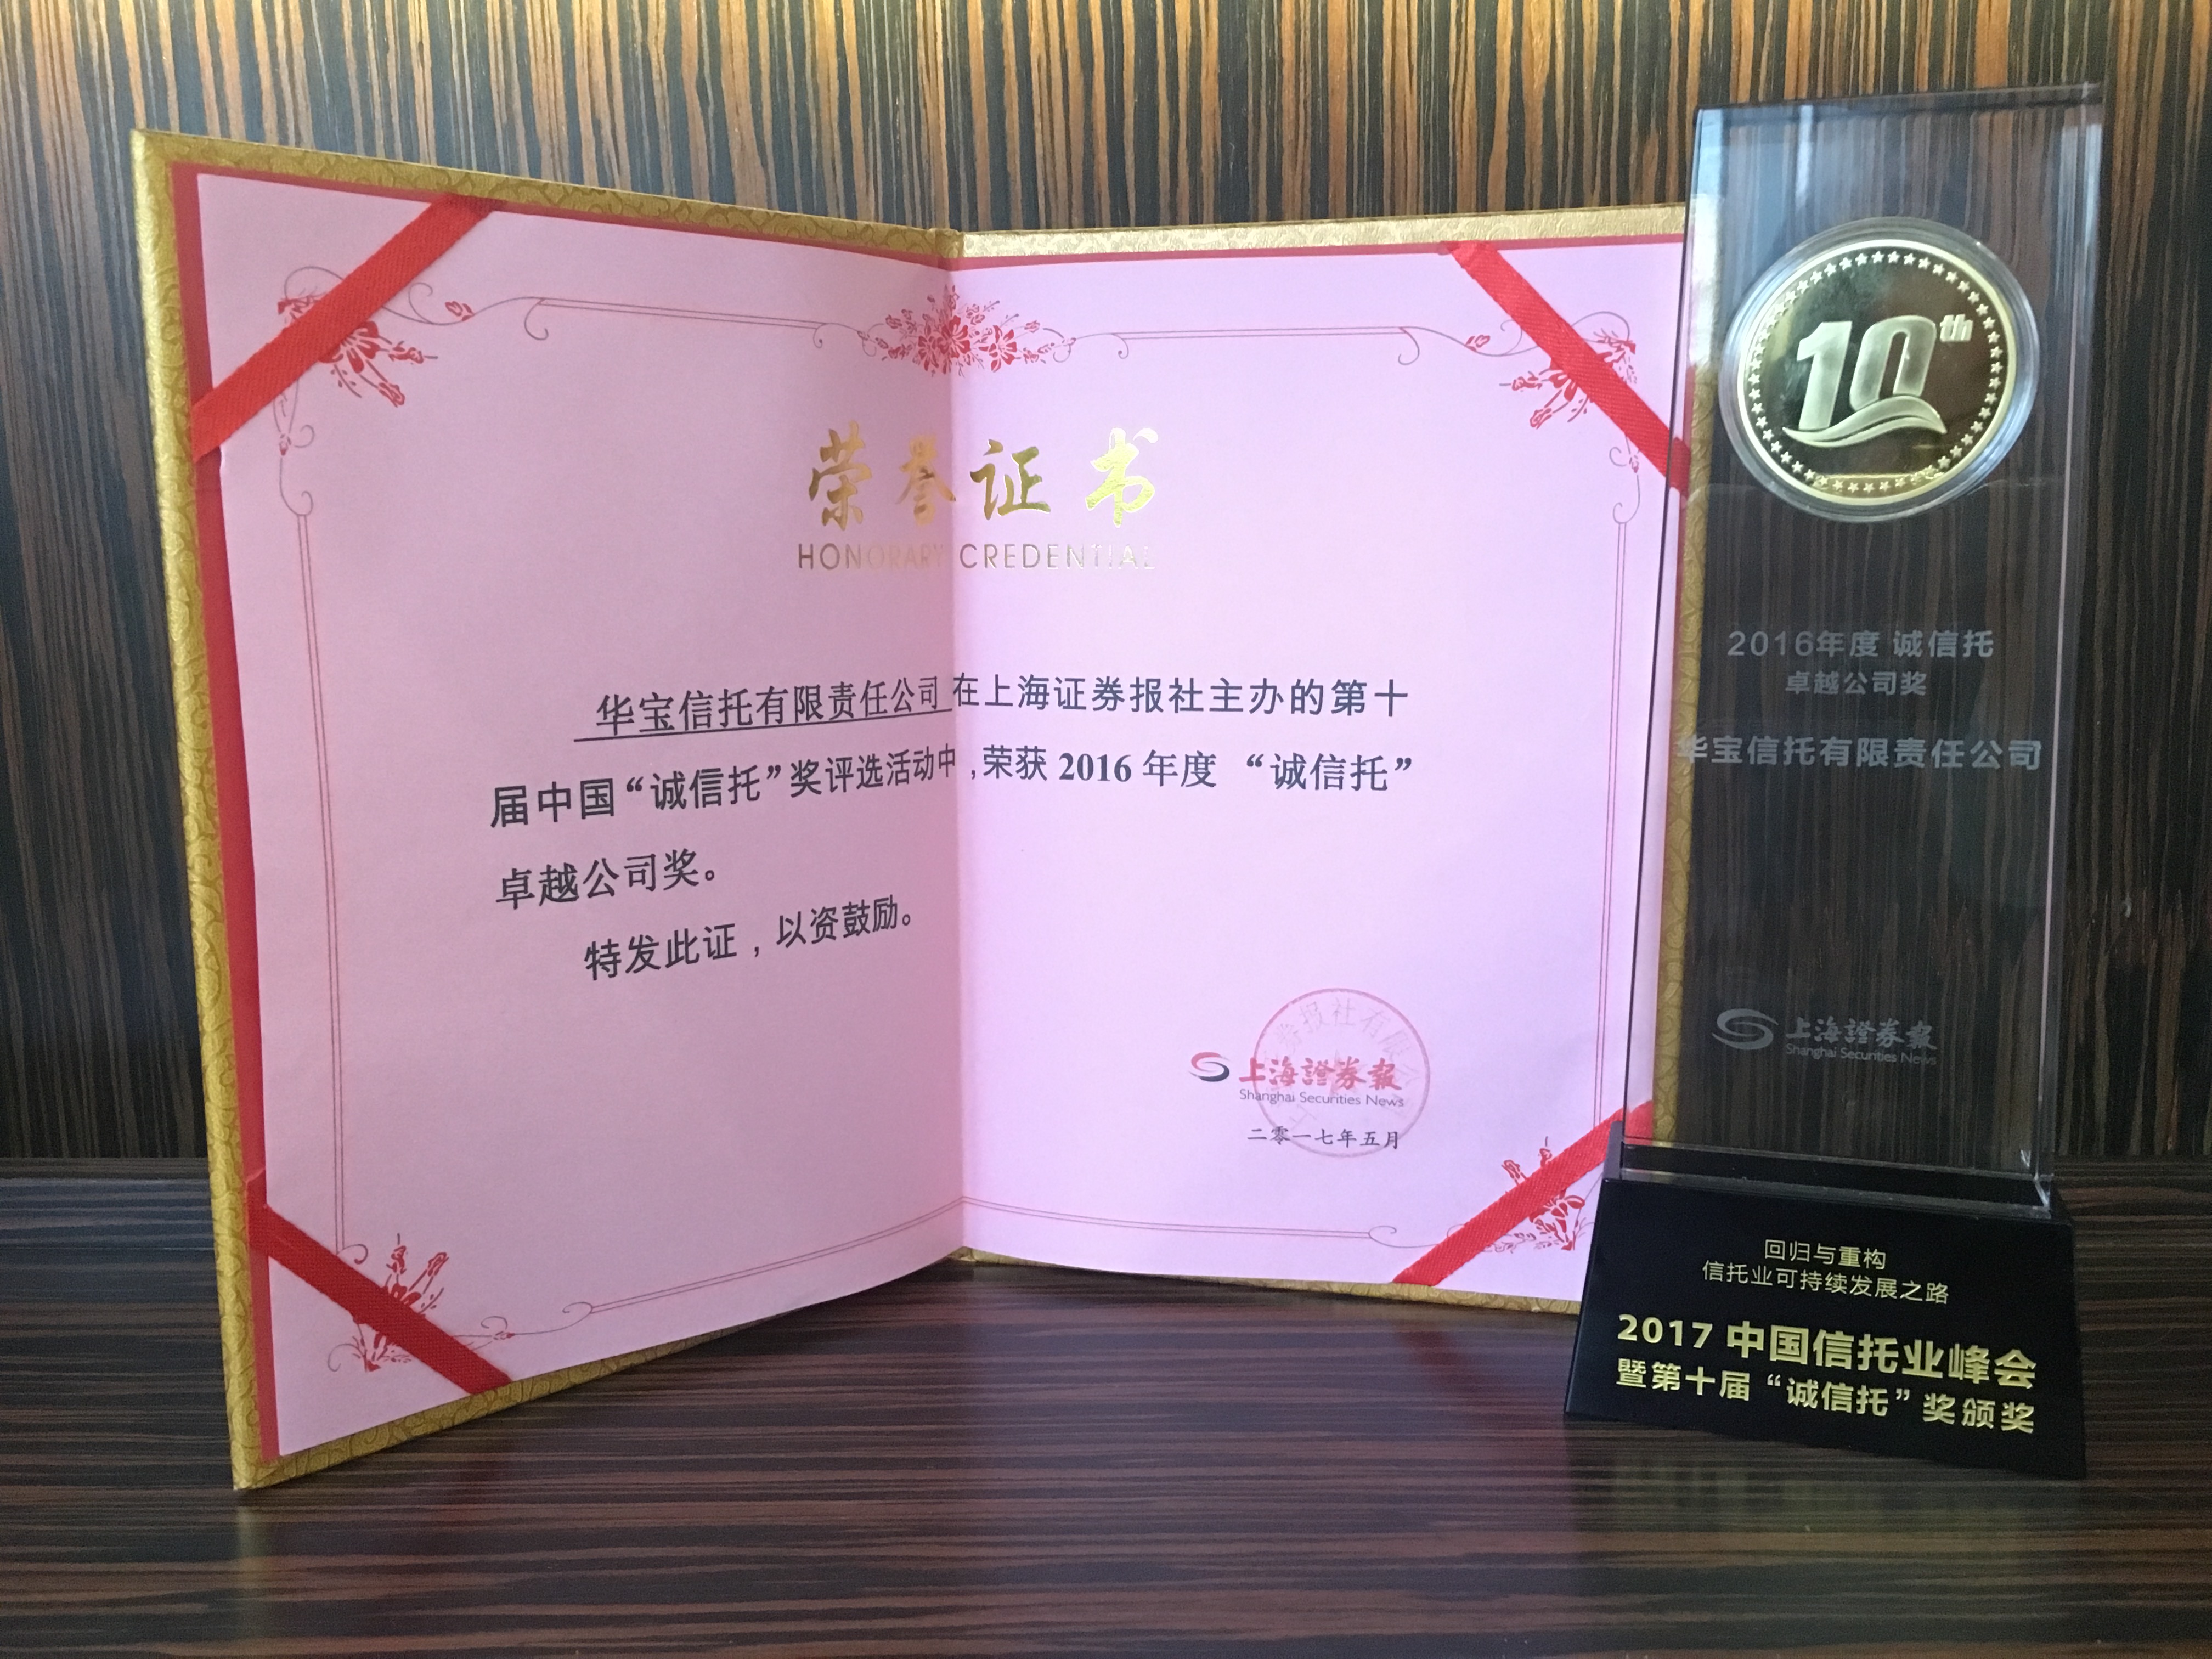 荣誉证书
HONORARY CREDENTIAL
华宝信托有限责任公司在上海证券报社主办的第十
届中国“诚信托”奖评选活动中,荣获 2016 年度 “诚信托”
卓越公司奖。
特发此证，以资鼓励。
上海證券報
Shanghai Securities News
二零一七年五月
券报社有限
10th
2016年度 诚信托
卓越公司奖
华宝信托有限责任公司
上海證券報
Shanghai Securities News
回归与重构
信托业可持续发展之路
2017 中国信托业峰会
暨第十届“诚信托”奖颁奖